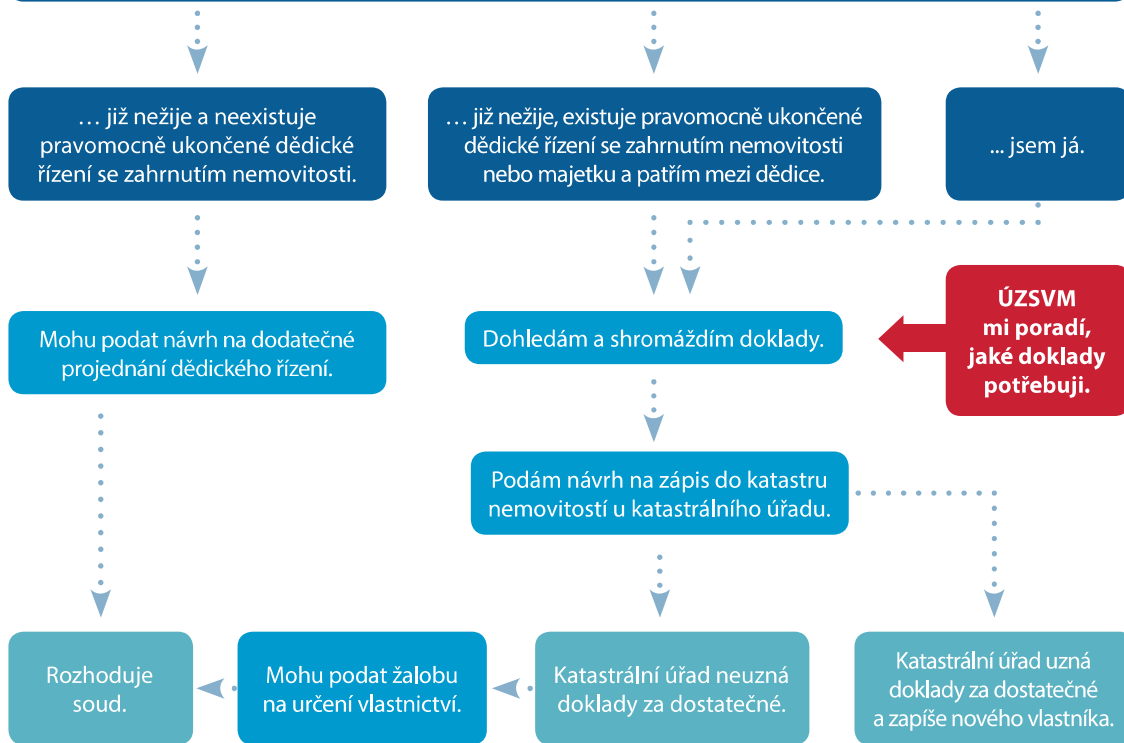 … již nežije a neexistuje
pravomocně ukončené dědické
řízení se zahrnutím nemovitosti.
… již nežije, existuje pravomocně ukončené
dědické řízení se zahrnutím nemovitosti
nebo majetku a patřím mezi dědice.
... jsem já.
Mohu podat návrh na dodatečné
projednání dědického řízení.
Dohledám a shromáždím doklady.
ÚZSVM
mi poradí,
jaké doklady
potřebuji.
Podám návrh na zápis do katastru
nemovitostí u katastrálního úřadu.
Rozhoduje
soud.
Mohu podat žalobu
na určení vlastnictví.
Katastrální úřad neuzná
doklady za dostatečné.
Katastrální úřad uzná
doklady za dostatečné
a zapíše nového vlastníka.